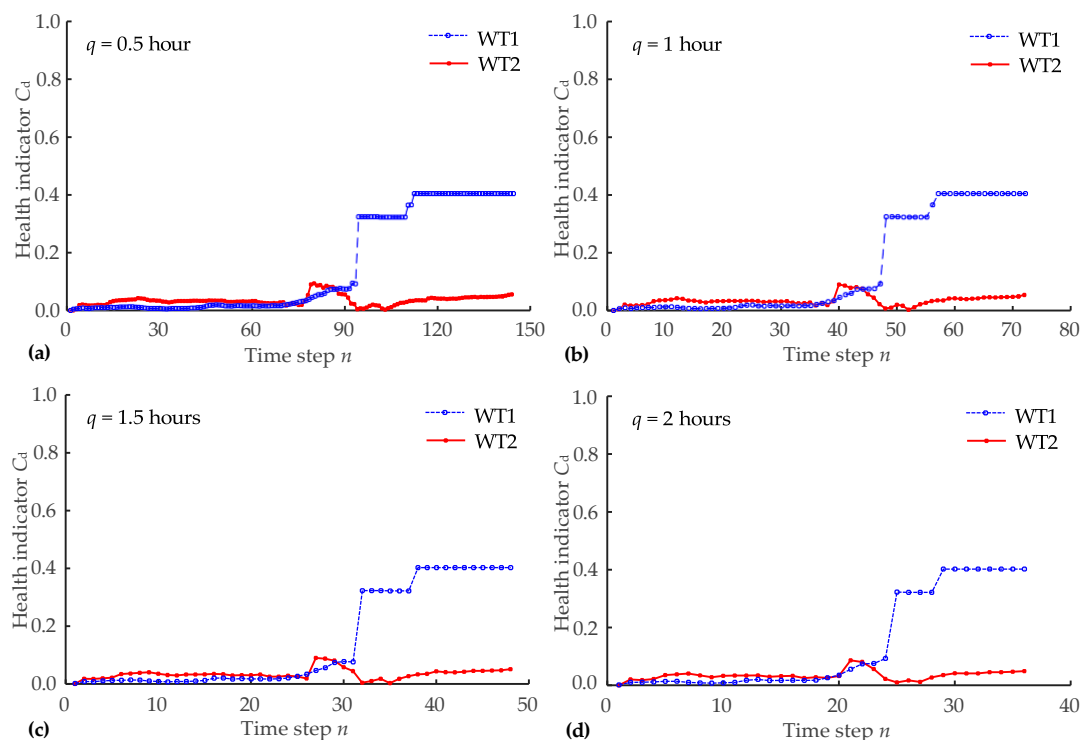 1.0
q = 0.5 hour
WT1
WT2
0.8
0.6
0.4
0.2
0.0
Health indicator Cd
0 30 60 90 120 150
(a)
Time step n
1.0
q = 1 hour
WT1
WT2
0.8
0.6
0.4
0.2
0.0
Health indicator Cd
0 10 20 30 40 50 60 70 80
(b)
Time step n
1.0
q = 1.5 hours
WT1
WT2
0.8
0.6
0.4
0.2
0.0
Health indicator Cd
0 10 20 30 40 50
(c)
Time step n
1.0
q = 2 hours
WT1
WT2
0.8
0.6
0.4
0.2
0.0
Health indicator Cd
0 10 20 30 40
(d)
Time step n